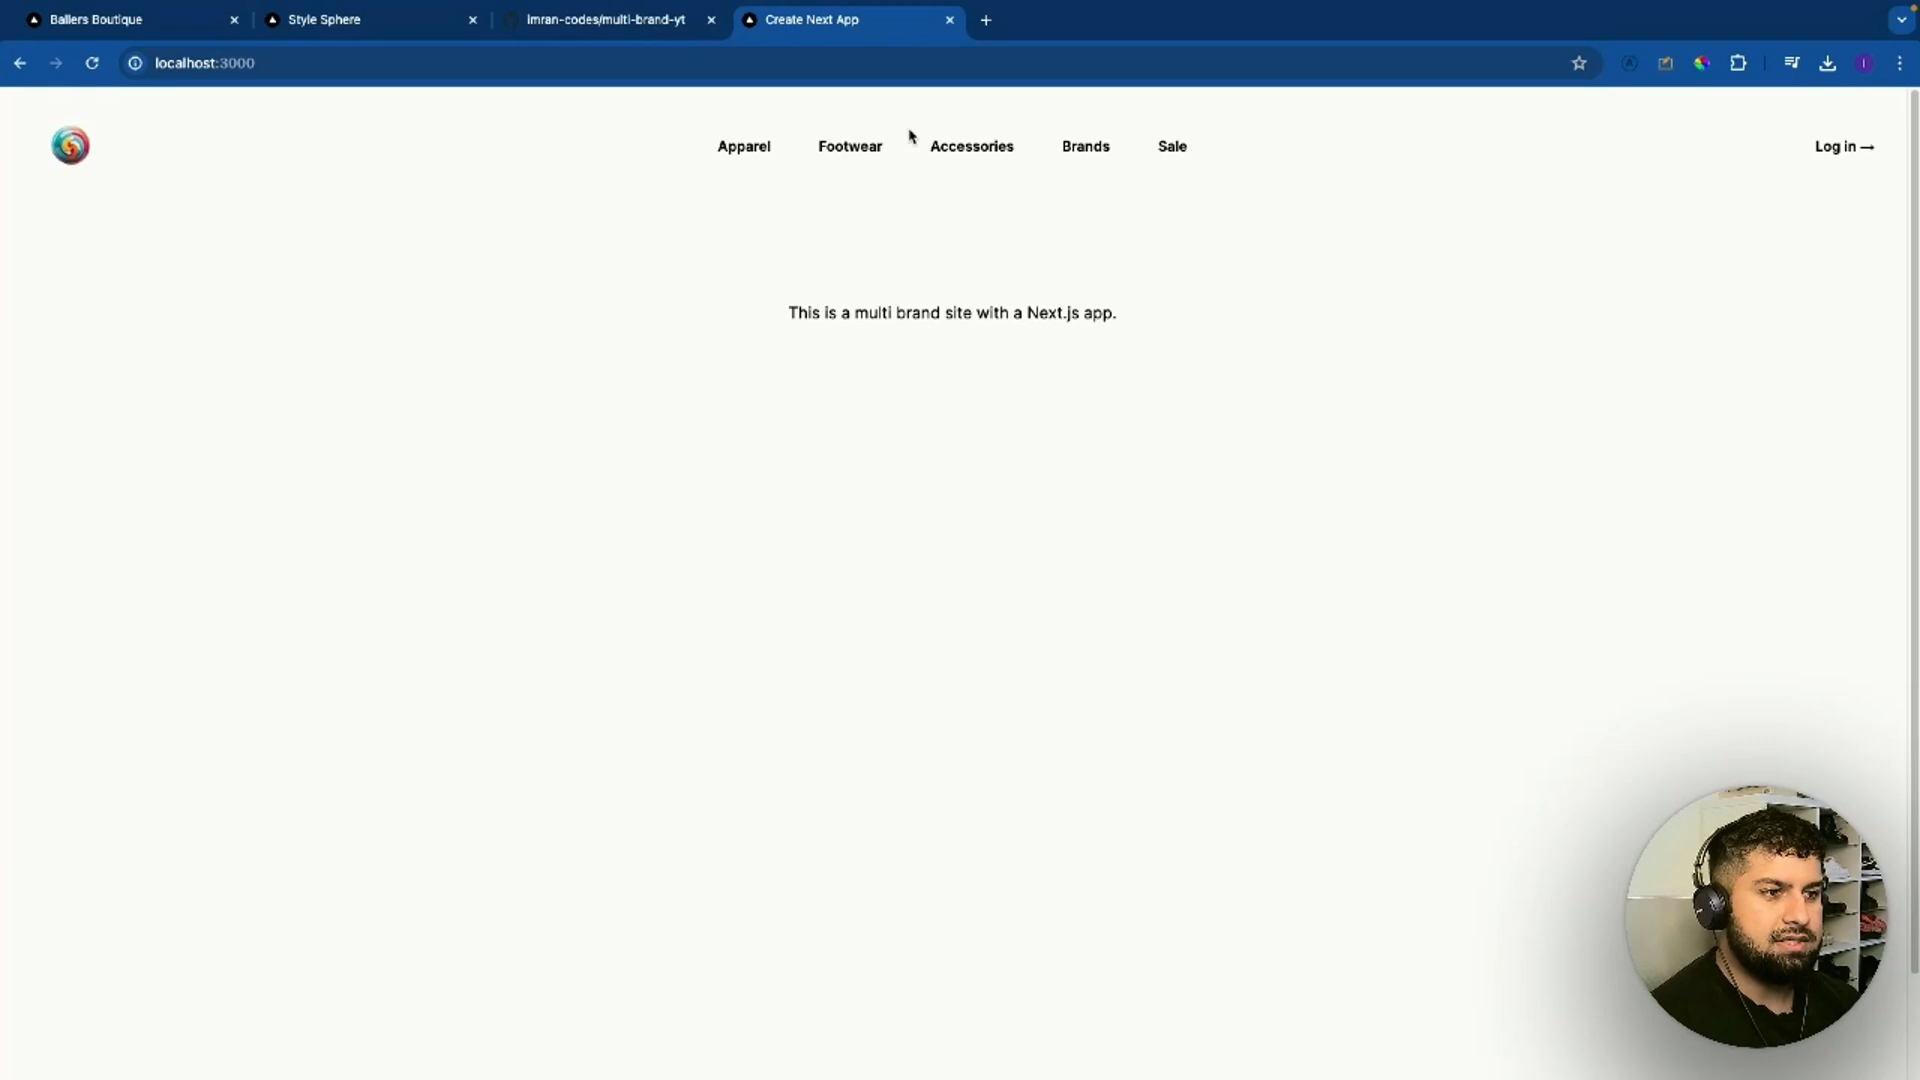 Ballers Boutique
Style Sphere
imran-codes/multi-brand-yt
Create Next App
localhost:3000
I
Apparel Footwear Accessories Brands Sale
Log in →
This is a multi brand site with a Next.js app.